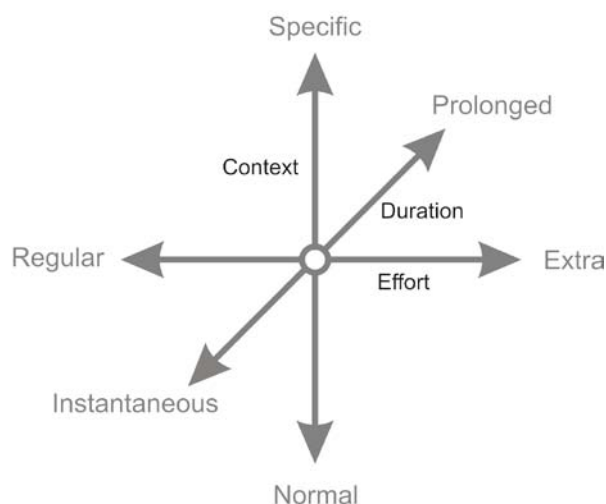 Specific
Prolonged
Context
Duration
Regular
Extra
Effort
Instantaneous
Normal